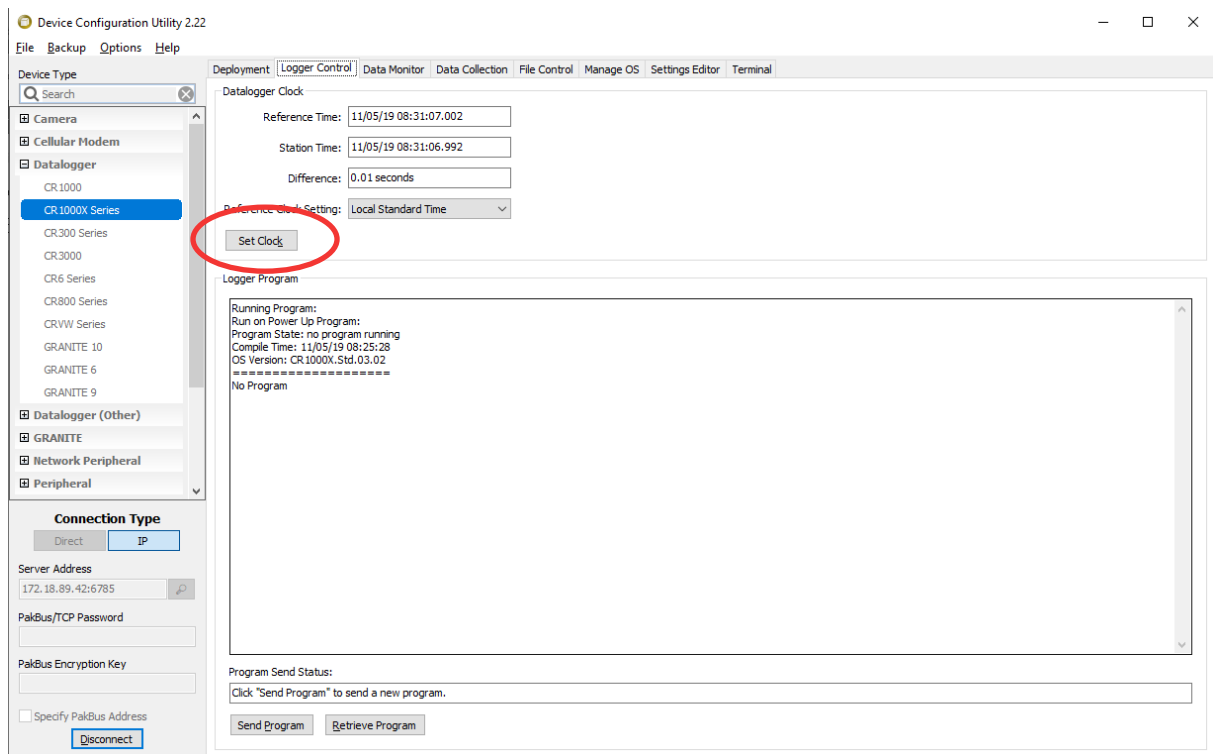 Device Configuration Utility 2.22
File Backup Options Help
Device Type
Search
Camera
Cellular Modem
Datalogger
CR1000
CR1000X Series
CR300 Series
CR3000
CR6 Series
CR800 Series
CRVW Series
GRANITE 10
GRANITE 6
GRANITE 9
Datalogger (Other)
GRANITE
Network Peripheral
Peripheral
Connection Type
Direct IP
Server Address
172.18.89.42:6785
PakBus/TCP Password
PakBus Encryption Key
Specify PakBus Address
Disconnect
Deployment Logger Control Data Monitor Data Collection File Control Manage OS Settings Editor Terminal
Datalogger Clock
Reference Time: 11/05/19 08:31:07.002
Station Time: 11/05/19 08:31:06.992
Difference: 0.01 seconds
Reference Clock Setting: Local Standard Time
Set Clock
Logger Program
Running Program:
Run on Power Up Program:
Program State: no program running
Compile Time: 11/05/19 08:25:28
OS Version: CR1000X.Std.03.02
====================
No Program
Program Send Status:
Click "Send Program" to send a new program.
Send Program Retrieve Program